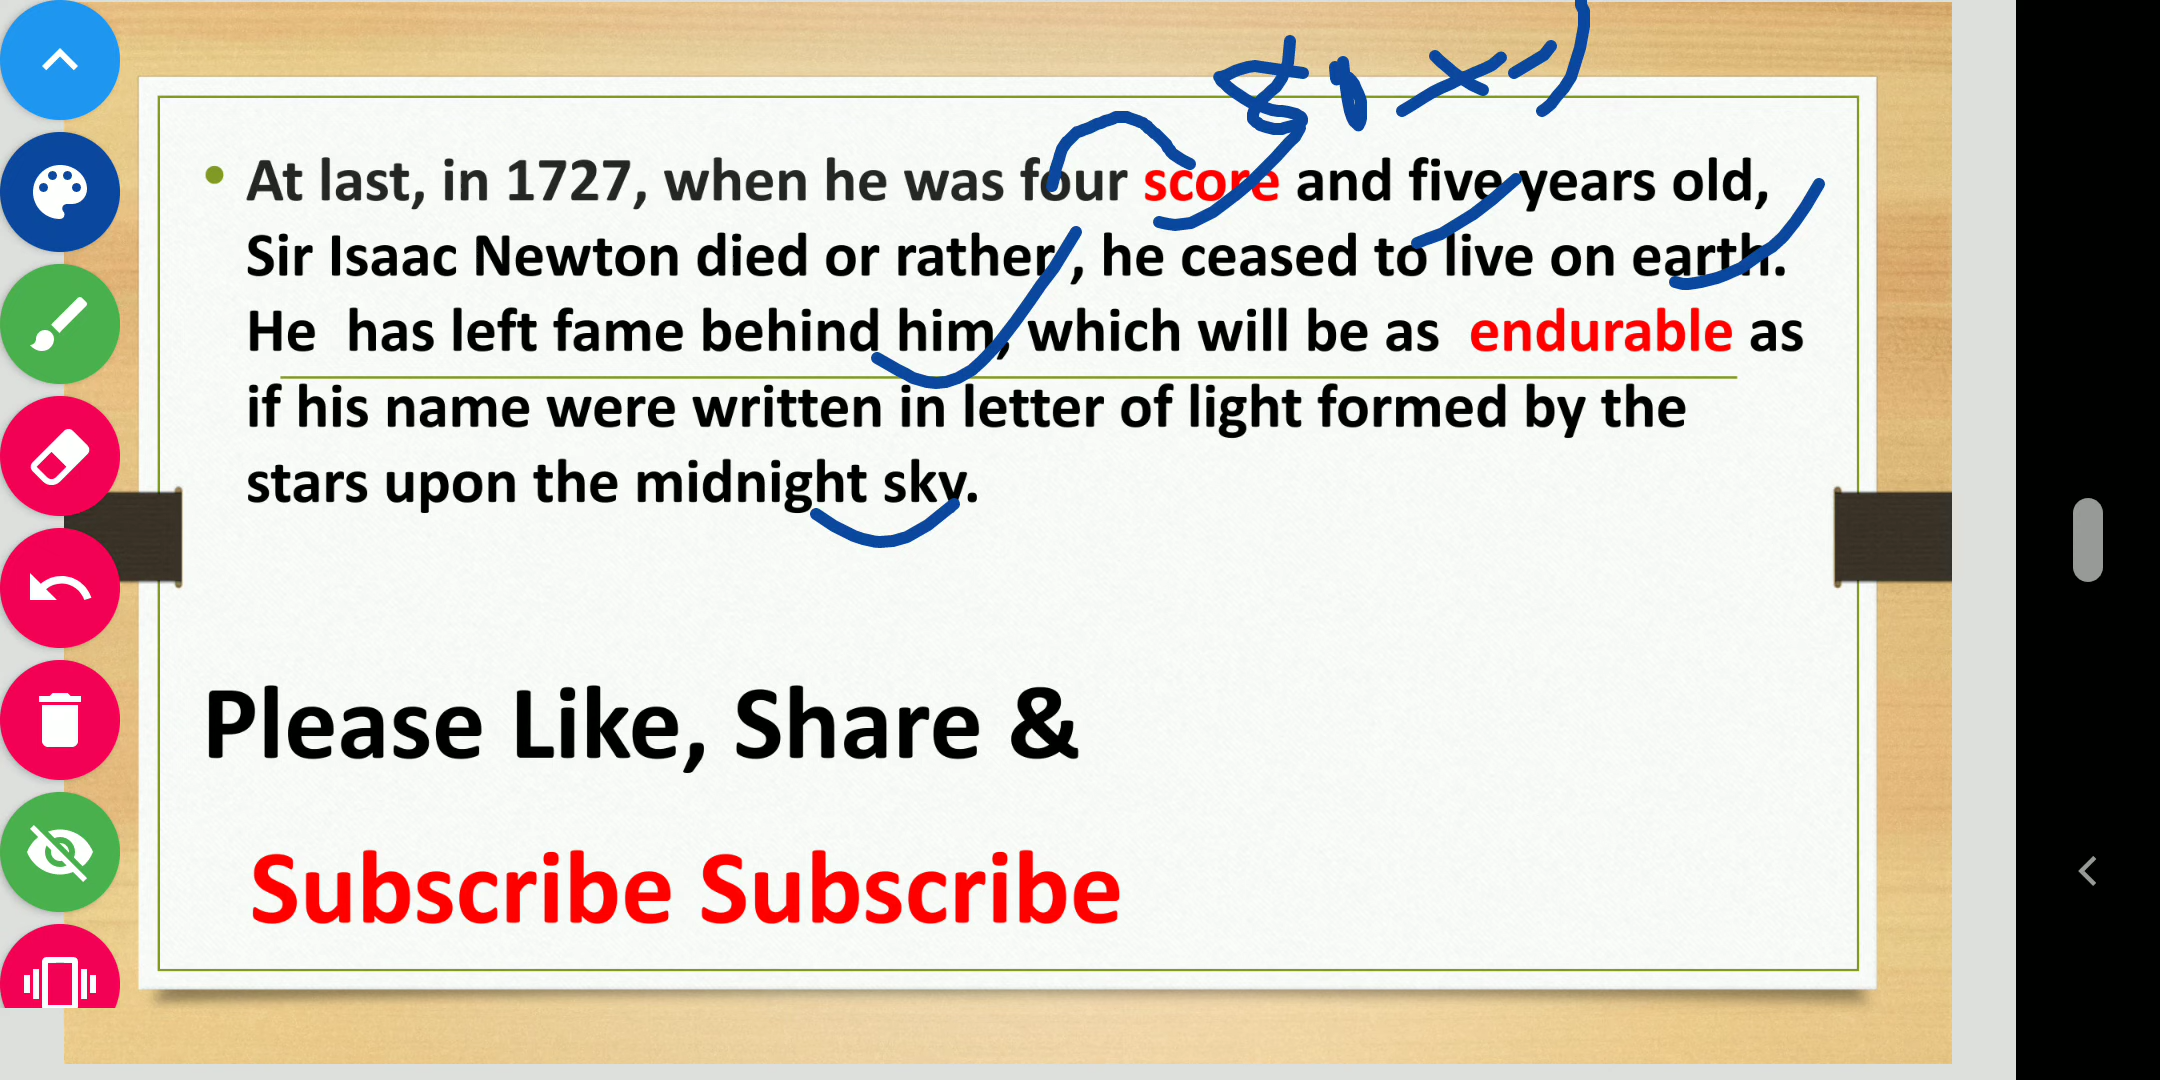 At last, in 1727, when he was four score and five years old,
Sir Isaac Newton died or rather , he ceased to live on earth.
He has left fame behind him, which will be as endurable as
if his name were written in letter of light formed by the
stars upon the midnight sky.
Please Like, Share &
Subscribe Subscribe